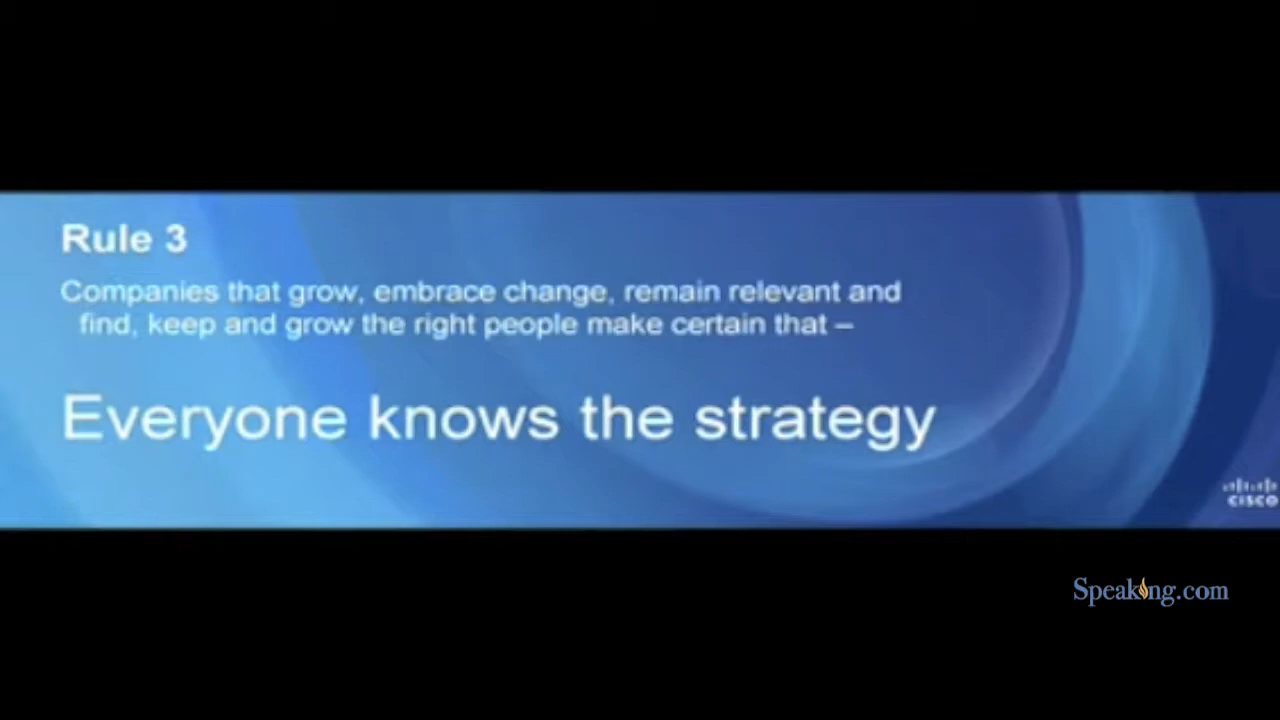 Rule 3
Companies that grow, embrace change, remain relevant and
find, keep and grow the right people make certain that –
Everyone knows the strategy
CISCO
Speaking.com